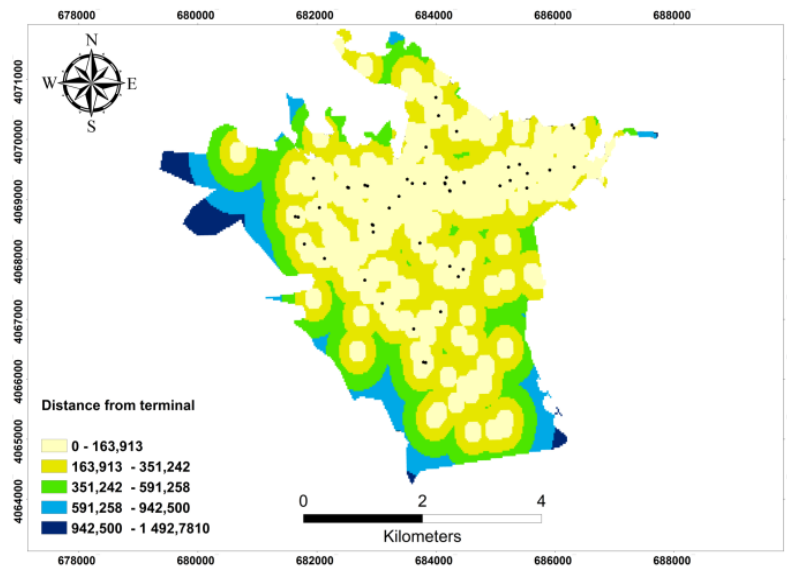 678000 680000 682000 684000 686000 688000
N
W E
S
4071000
4070000
4069000
4068000
4067000
4066000
4065000
4064000
Distance from terminal
0 - 163,913
163,913 - 351,242
351,242 - 591,258
591,258 - 942,500
942,500 - 1 492,7810
0 2 4
Kilometers
678000 680000 682000 684000 686000 688000